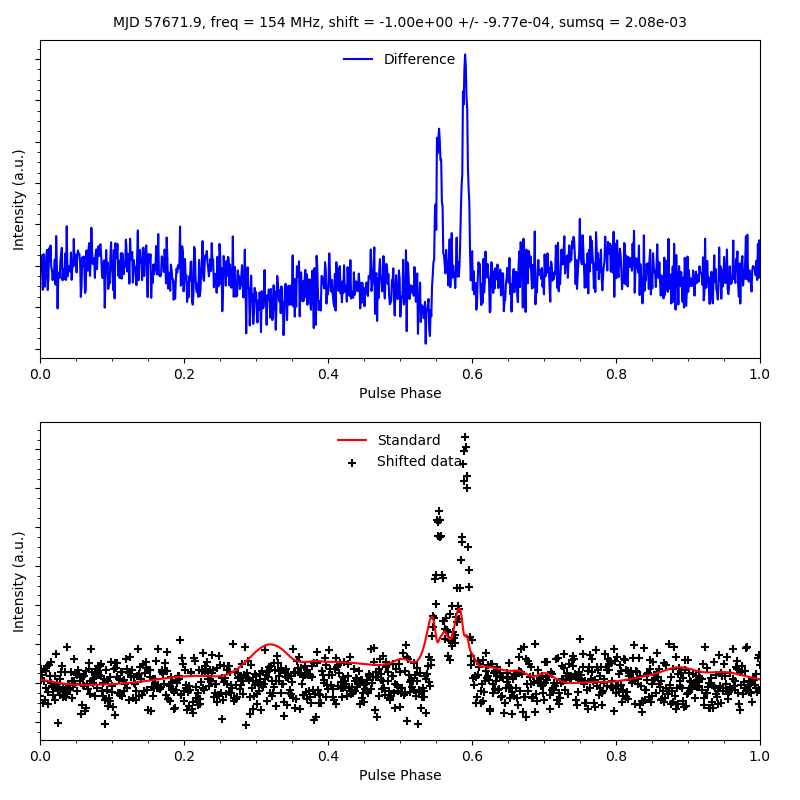 MJD 57671.9, freq = 154 MHz, shift = -1.00e+00 +/- -9.77e-04, sumsq = 2.08e-03
Difference
Intensity (a.u.)
0.0 0.2 0.4 0.6 0.8 1.0
Pulse Phase
Standard
Shifted data
Intensity (a.u.)
0.0 0.2 0.4 0.6 0.8 1.0
Pulse Phase